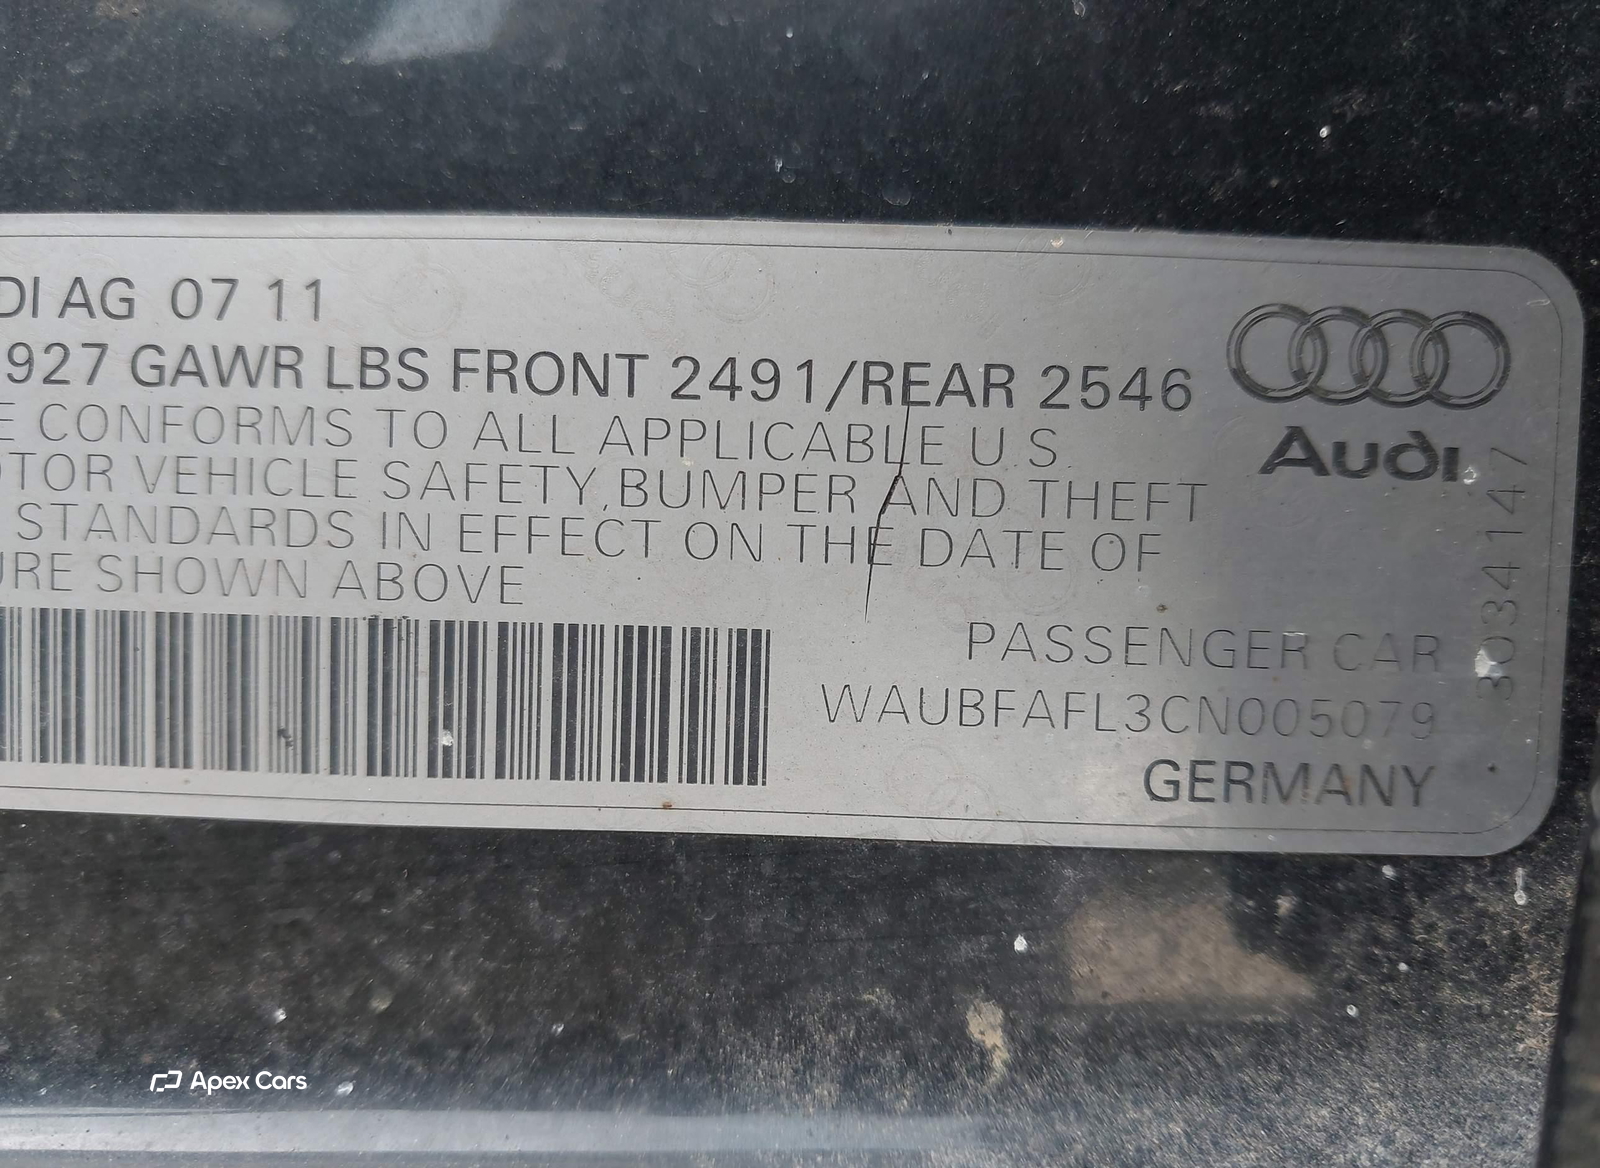 DI AG 07 11
927 GAWR LBS FRONT 2491/REAR 2546
E CONFORMS TO ALL APPLICABLE U.S.
OTOR VEHICLE SAFETY, BUMPER AND THEFT
STANDARDS IN EFFECT ON THE DATE OF
URE SHOWN ABOVE
Audi
3034147
PASSENGER CAR
WAUBFAFL3CN005079
GERMANY
Apex Cars